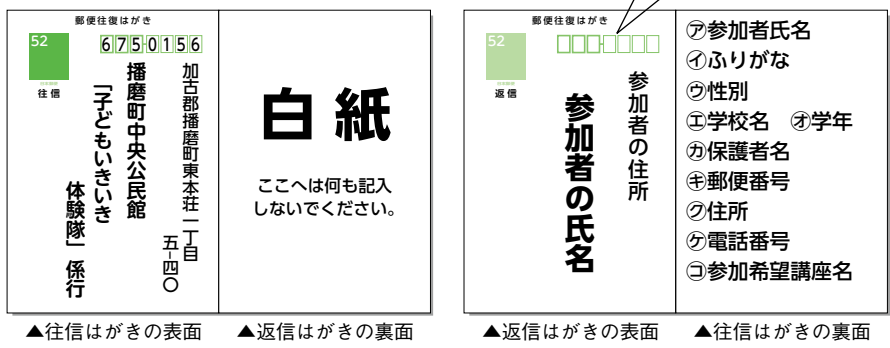 郵便往復はがき
52
往信
6750156
加古郡播磨町東本荘一丁目
五-四〇
播磨町中央公民館
「子どもいきいき
体験隊」係行
白紙
ここへは何も記入
しないでください。
▲往信はがきの表面
▲返信はがきの裏面
郵便往復はがき
52
返信
参加者の住所
参加者の氏名
㋐参加者氏名
㋑ふりがな
㋒性別
㋓学校名 ㋔学年
㋕保護者名
㋖郵便番号
㋗住所
㋘電話番号
㋙参加希望講座名
▲返信はがきの表面
▲往信はがきの裏面